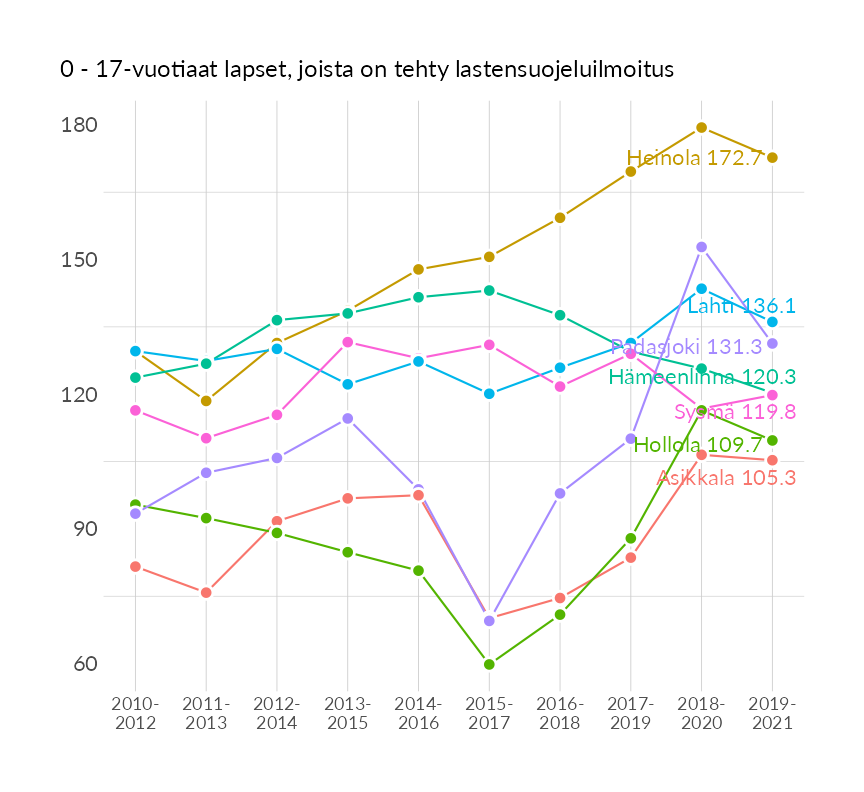 0 - 17-vuotiaat lapset, joista on tehty lastensuojeluilmoitus
180
150
120
90
60
Heinola 172.7
Lahti 136.1
Padasjoki 131.3
Hämeenlinna 120.3
Sysmä 119.8
Hollola 109.7
Asikkala 105.3
2010- 2011- 2012- 2013- 2014- 2015- 2016- 2017- 2018- 2019-
2012 2013 2014 2015 2016 2017 2018 2019 2020 2021